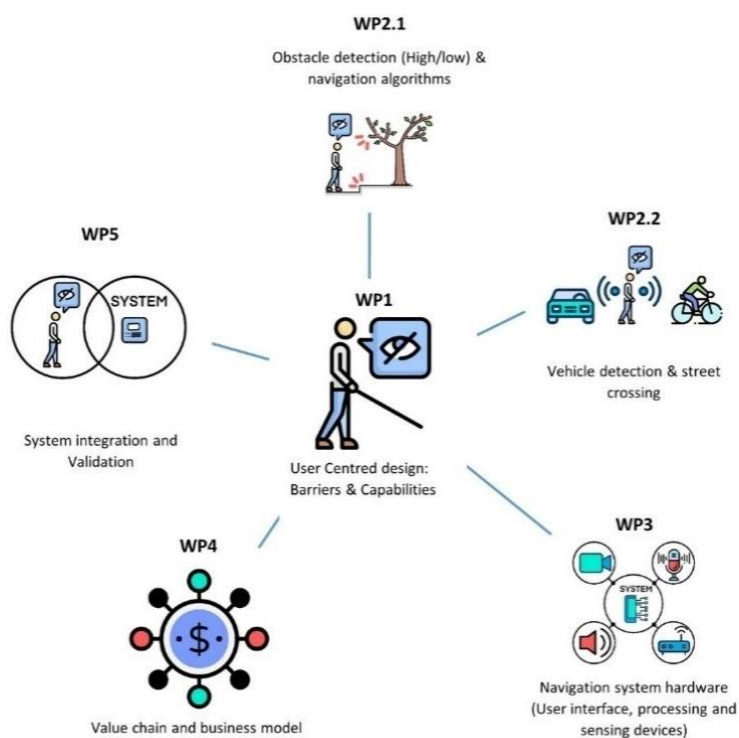 WP2.1
Obstacle detection (High/low) &
navigation algorithms
WP2.2
Vehicle detection & street
crossing
WP5
SYSTEM
System integration and
Validation
WP1
User Centred design:
Barriers & Capabilities
WP4
$
Value chain and business model
WP3
SYSTEM
Navigation system hardware
(User interface, processing and
sensing devices)